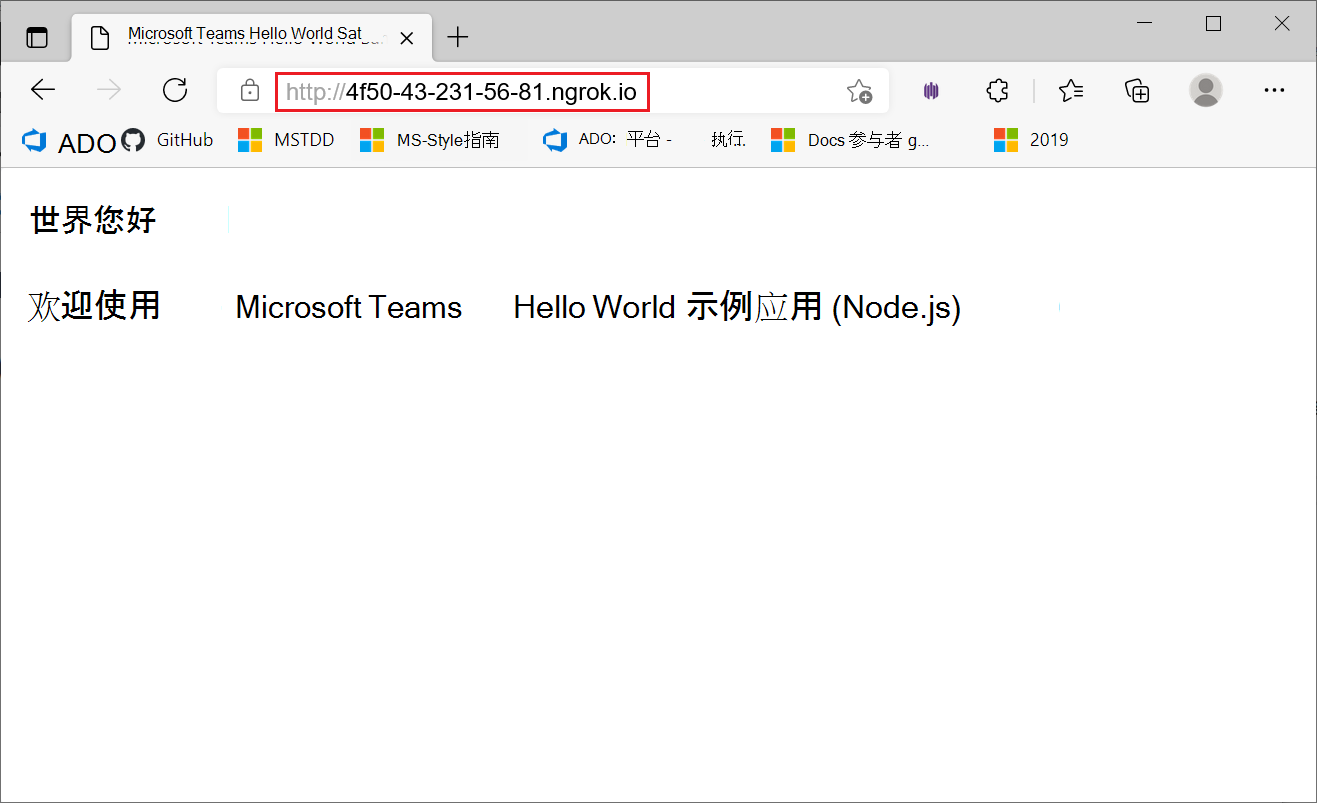 Microsoft Teams Hello World Sat
http://4f50-43-231-56-81.ngrok.io
ADO GitHub MSTDD MS-Style指南 ADO: 平台 - 执行. Docs 参与者 g... 2019
世界您好
欢迎使用 Microsoft Teams Hello World 示例应用 (Node.js)